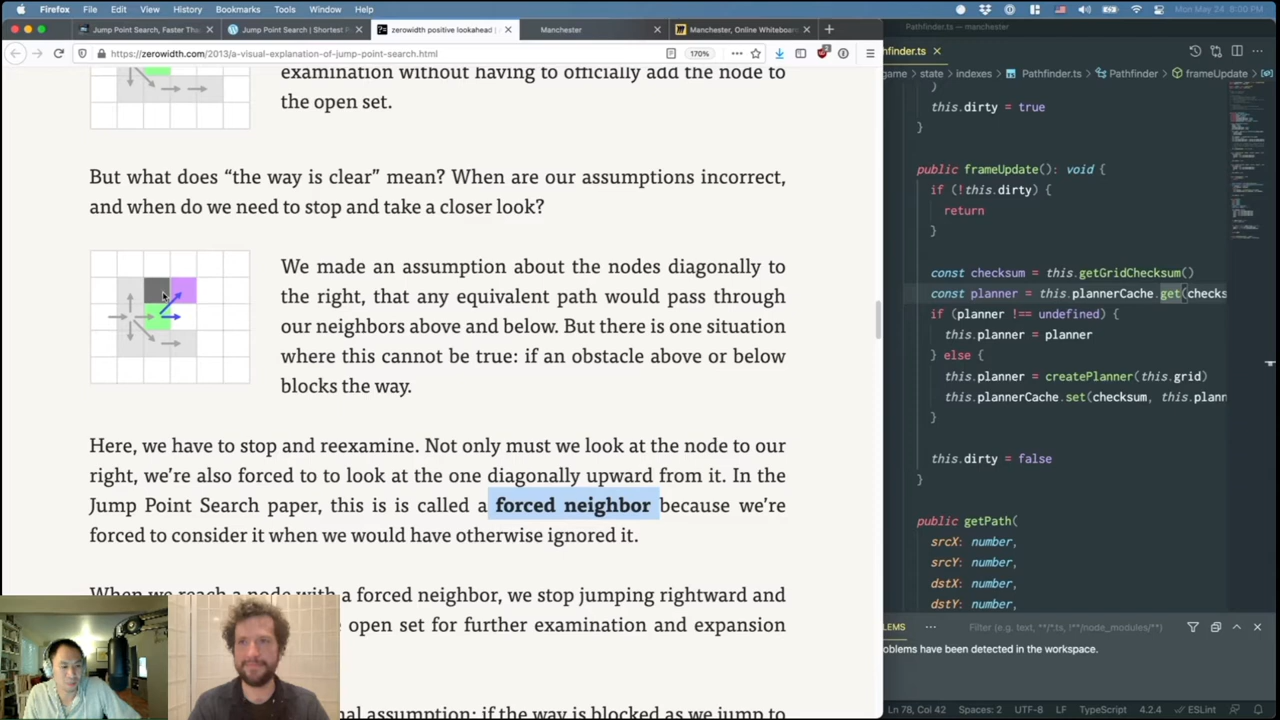 Firefox File Edit View History Bookmarks Tools Window Help
Mon May 24 8:00 PM
Jump Point Search, Faster Tha
Jump Point Search | Shortest P
zerowidth positive lookahead |
Manchester
Manchester, Online Whiteboar
https://zerowidth.com/2013/a-visual-explanation-of-jump-point-search.html
170%
examination without having to officially add the node to
the open set.
But what does “the way is clear” mean? When are our assumptions incorrect,
and when do we need to stop and take a closer look?
We made an assumption about the nodes diagonally to
the right, that any equivalent path would pass through
our neighbors above and below. But there is one situation
where this cannot be true: if an obstacle above or below
blocks the way.
Here, we have to stop and reexamine. Not only must we look at the node to our
right, we’re also forced to to look at the one diagonally upward from it. In the
Jump Point Search paper, this is is called a forced neighbor because we’re
forced to consider it when we would have otherwise ignored it.
When we reach a node with a forced neighbor, we stop jumping rightward and
open set for further examination and expansion
nal assumption: if the way is blocked as we jump to
Pathfinder.ts — manchester
nfinder.ts
game > state > indexes > Pathfinder.ts > Pathfinder > frameUpdate
)
this.dirty = true
}
public frameUpdate(): void {
if (!this.dirty) {
return
}
const checksum = this.getGridChecksum()
const planner = this.plannerCache.get(checks
if (planner !== undefined) {
this.planner = planner
} else {
this.planner = createPlanner(this.grid)
this.plannerCache.set(checksum, this.plann
}
this.dirty = false
}
public getPath(
srcX: number,
srcY: number,
dstX: number,
dstY: number,
LEMS
Filter (e.g. text, **/*.ts, !**/node_modules/**)
oblems have been detected in the workspace.
Ln 78, Col 42 Spaces: 2 UTF-8 LF TypeScript 4.2.4 ESLint